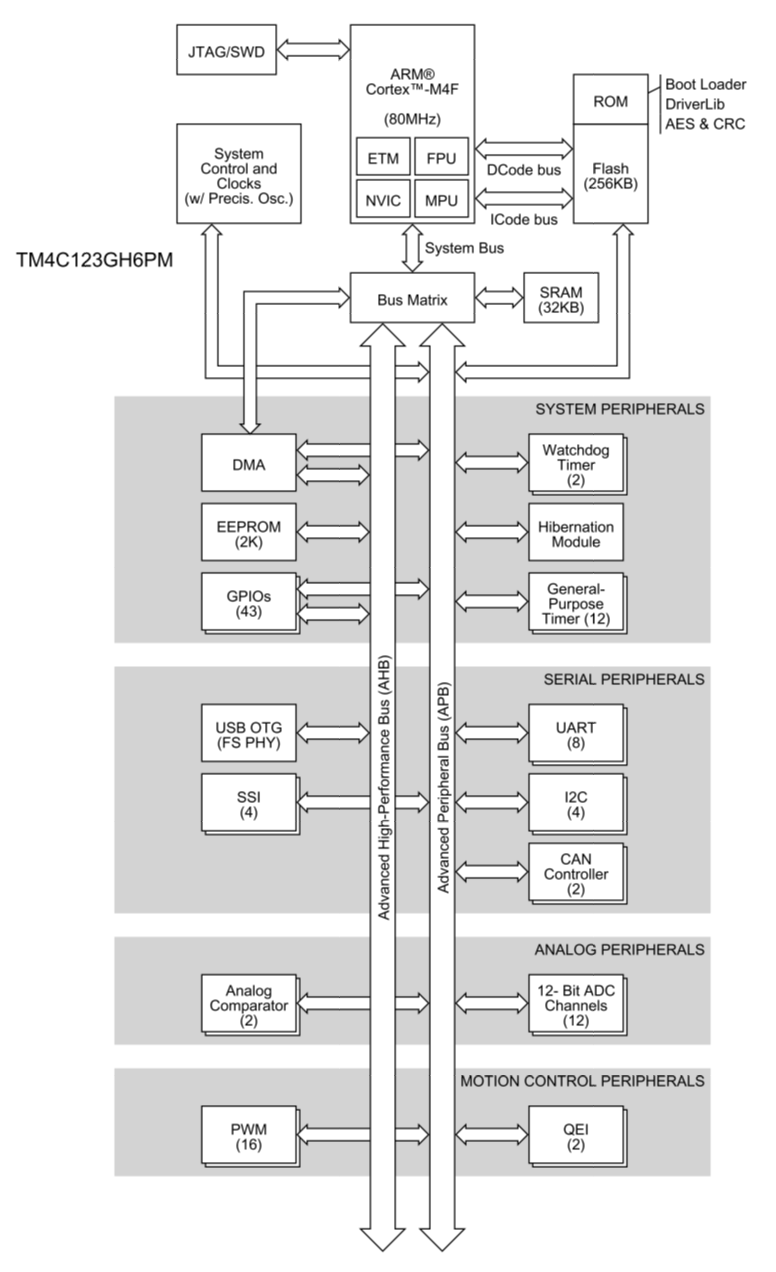 JTAG/SWD
ARM®
Cortex™-M4F
(80MHz)
ETM
FPU
NVIC
MPU
ROM
Boot Loader
DriverLib
AES & CRC
Flash
(256KB)
DCode bus
ICode bus
System
Control and
Clocks
(w/ Precis. Osc.)
TM4C123GH6PM
System Bus
Bus Matrix
SRAM
(32KB)
SYSTEM PERIPHERALS
DMA
Watchdog
Timer
(2)
EEPROM
(2K)
Hibernation
Module
GPIOs
(43)
General-
Purpose
Timer (12)
Advanced High-Performance Bus (AHB)
Advanced Peripheral Bus (APB)
SERIAL PERIPHERALS
USB OTG
(FS PHY)
UART
(8)
SSI
(4)
I2C
(4)
CAN
Controller
(2)
ANALOG PERIPHERALS
Analog
Comparator
(2)
12- Bit ADC
Channels
(12)
MOTION CONTROL PERIPHERALS
PWM
(16)
QEI
(2)